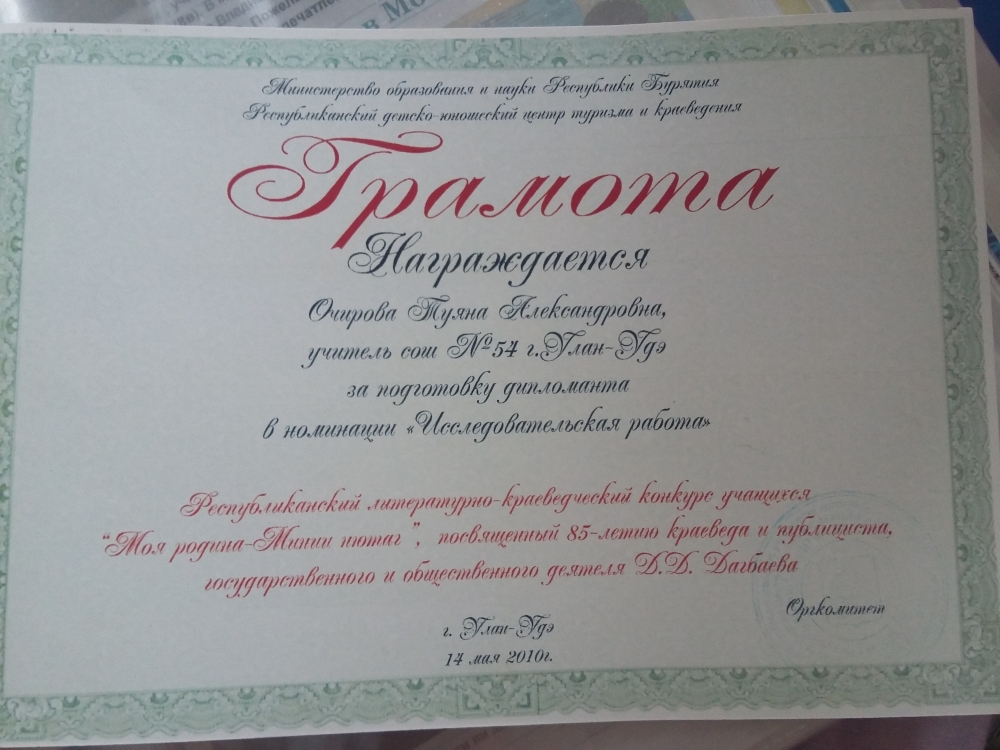 Министерство образования и науки Республики Бурятия
Республиканский детско-юношеский центр туризма и краеведения
Грамота
Награждается
Очирова Туяна Александровна,
учитель сош №54 г.Улан-Удэ
за подготовку дипломанта
в номинации «Исследовательская работа»
Республиканский литературно-краеведческий конкурс учащихся
“Моя родина-Минии нютаг”, посвященный 85-летию краеведа и публициста,
государственного и общественного деятеля Д.Д. Дагбаева
Оргкомитет
г. Улан-Удэ
14 мая 2010г.